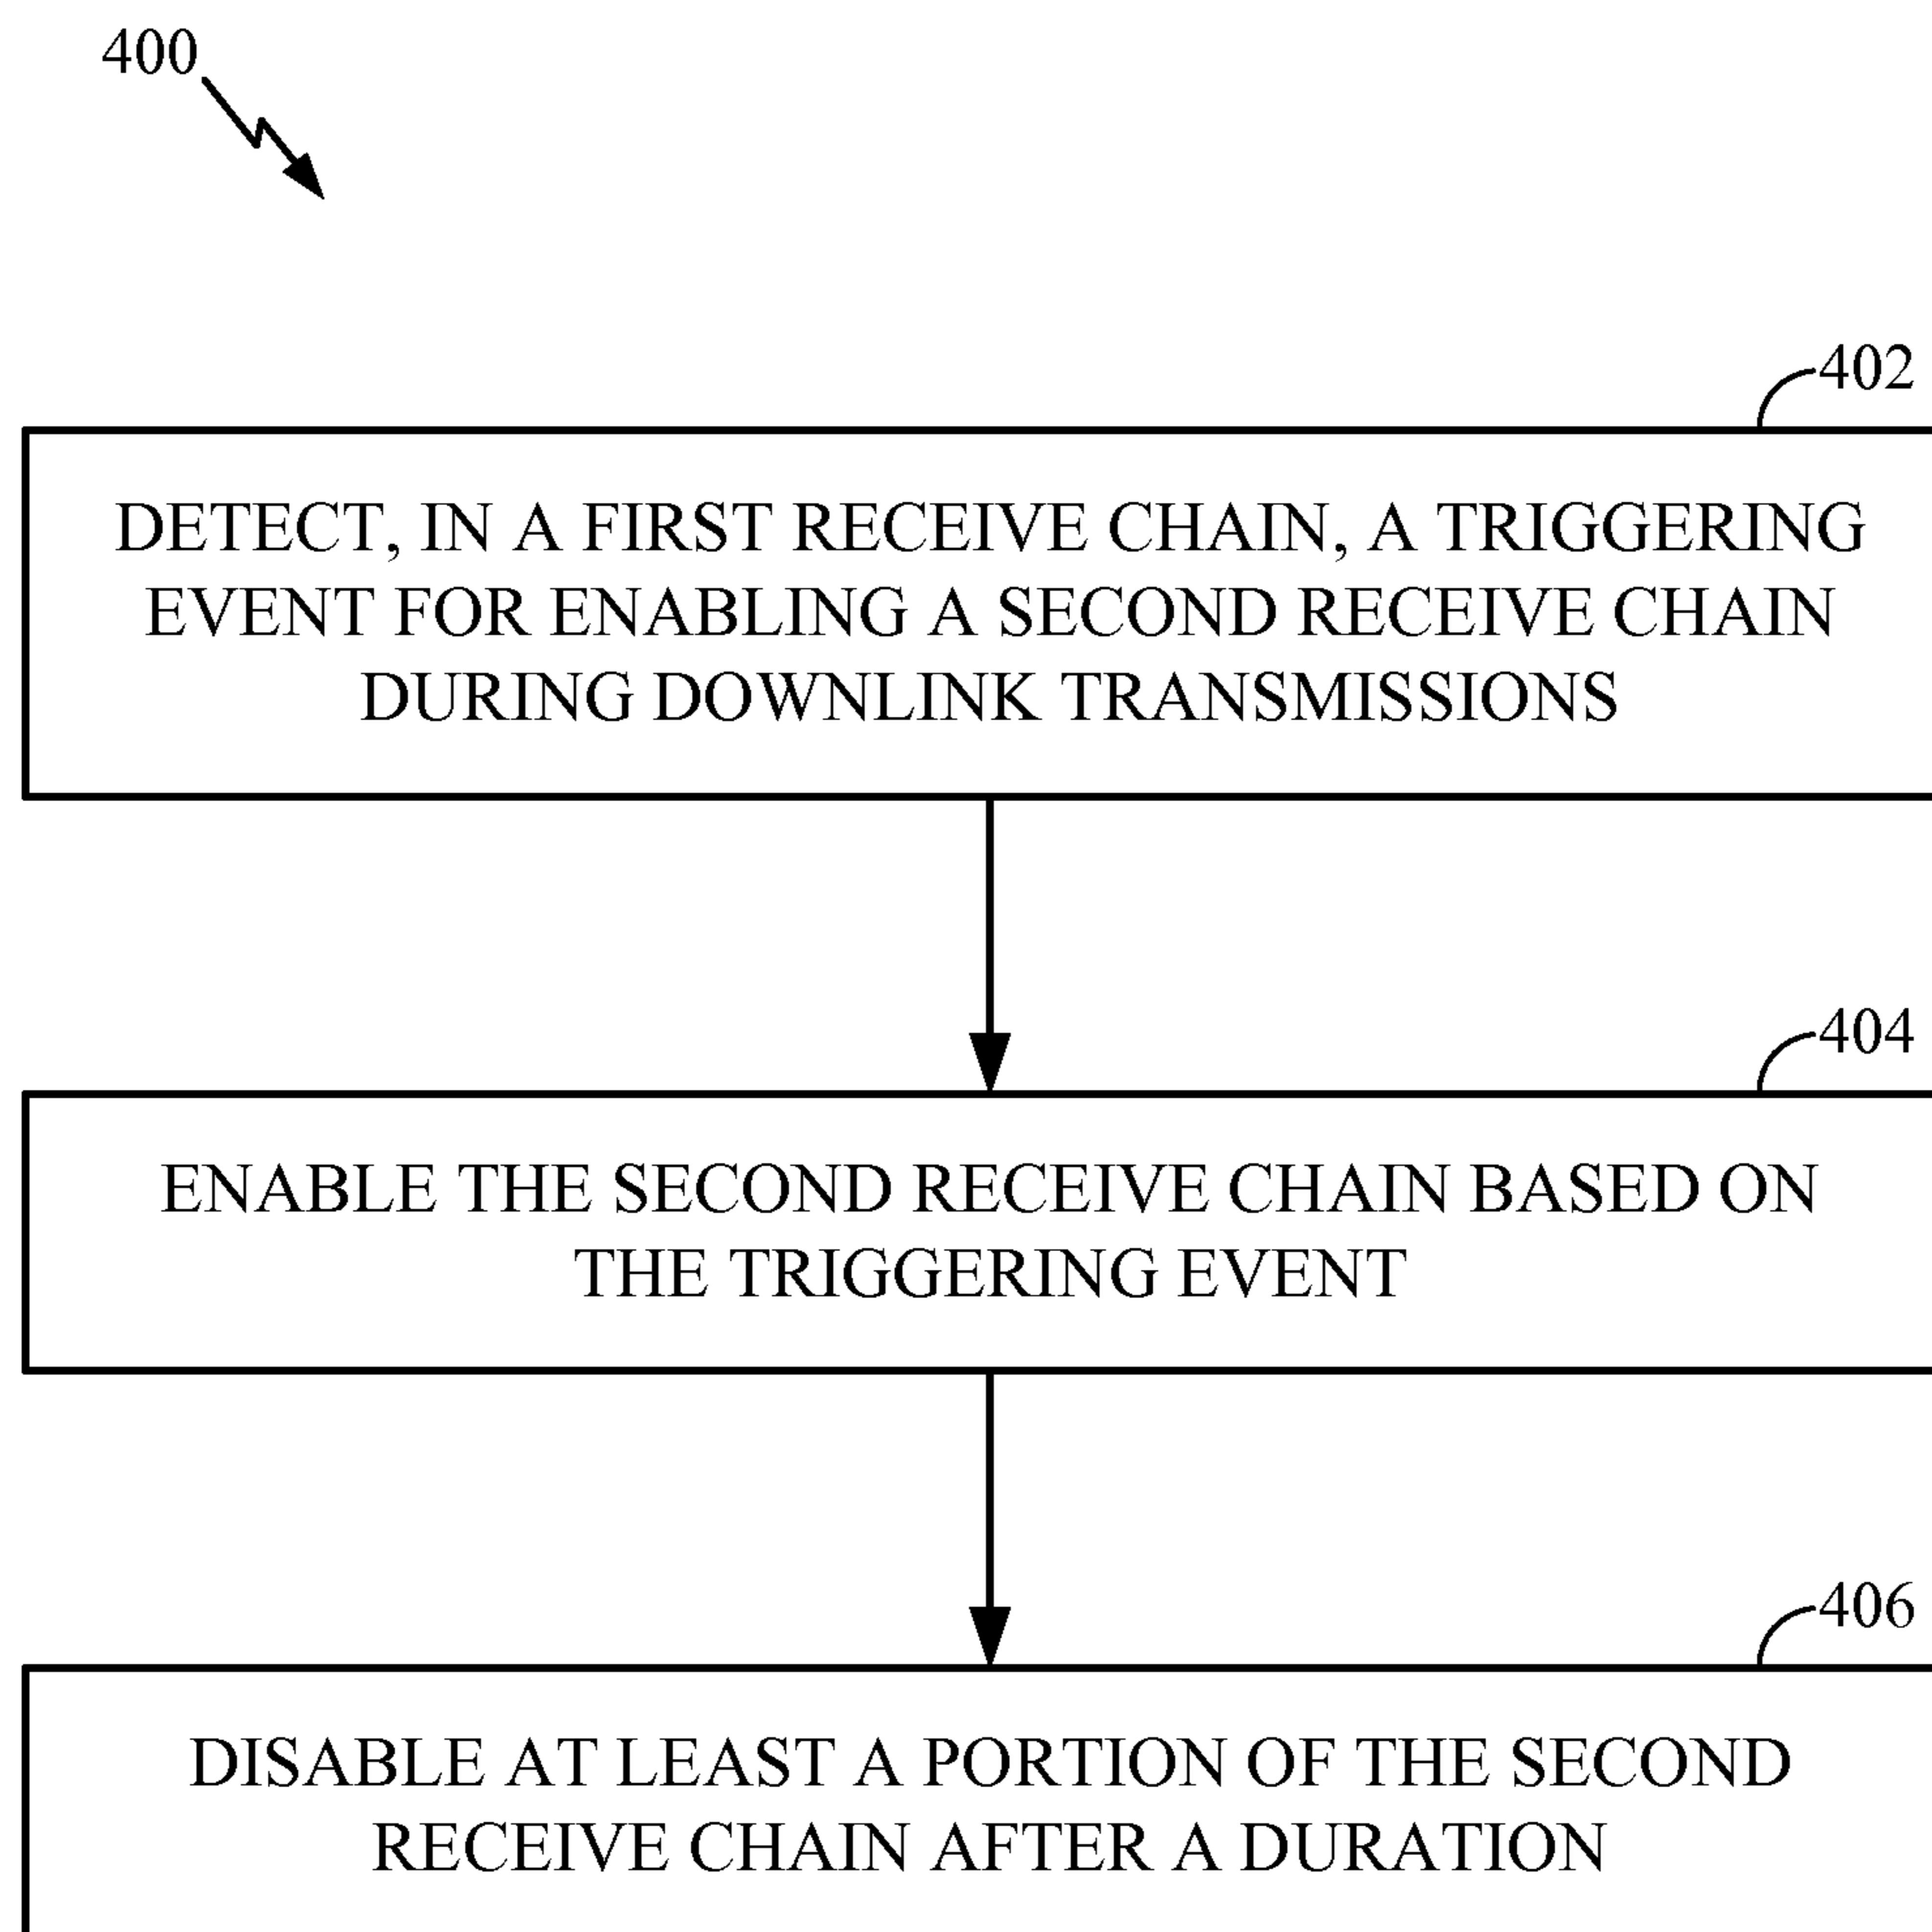 400
402
DETECT, IN A FIRST RECEIVE CHAIN, A TRIGGERING
EVENT FOR ENABLING A SECOND RECEIVE CHAIN
DURING DOWNLINK TRANSMISSIONS
404
ENABLE THE SECOND RECEIVE CHAIN BASED ON
THE TRIGGERING EVENT
406
DISABLE AT LEAST A PORTION OF THE SECOND
RECEIVE CHAIN AFTER A DURATION